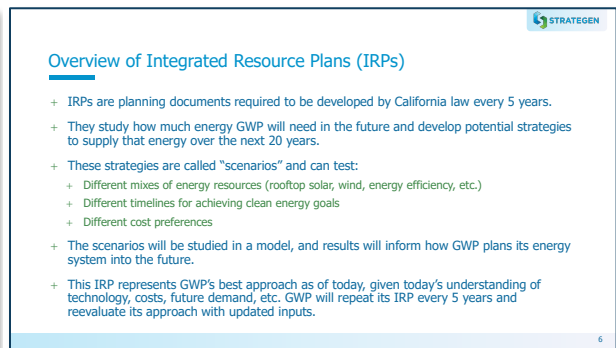 STRATEGEN
Overview of Integrated Resource Plans (IRPs)
+ IRPs are planning documents required to be developed by California law every 5 years.
+ They study how much energy GWP will need in the future and develop potential strategies
to supply that energy over the next 20 years.
+ These strategies are called “scenarios” and can test:
+ Different mixes of energy resources (rooftop solar, wind, energy efficiency, etc.)
+ Different timelines for achieving clean energy goals
+ Different cost preferences
+ The scenarios will be studied in a model, and results will inform how GWP plans its energy
system into the future.
+ This IRP represents GWP’s best approach as of today, given today’s understanding of
technology, costs, future demand, etc. GWP will repeat its IRP every 5 years and
reevaluate its approach with updated inputs.
6